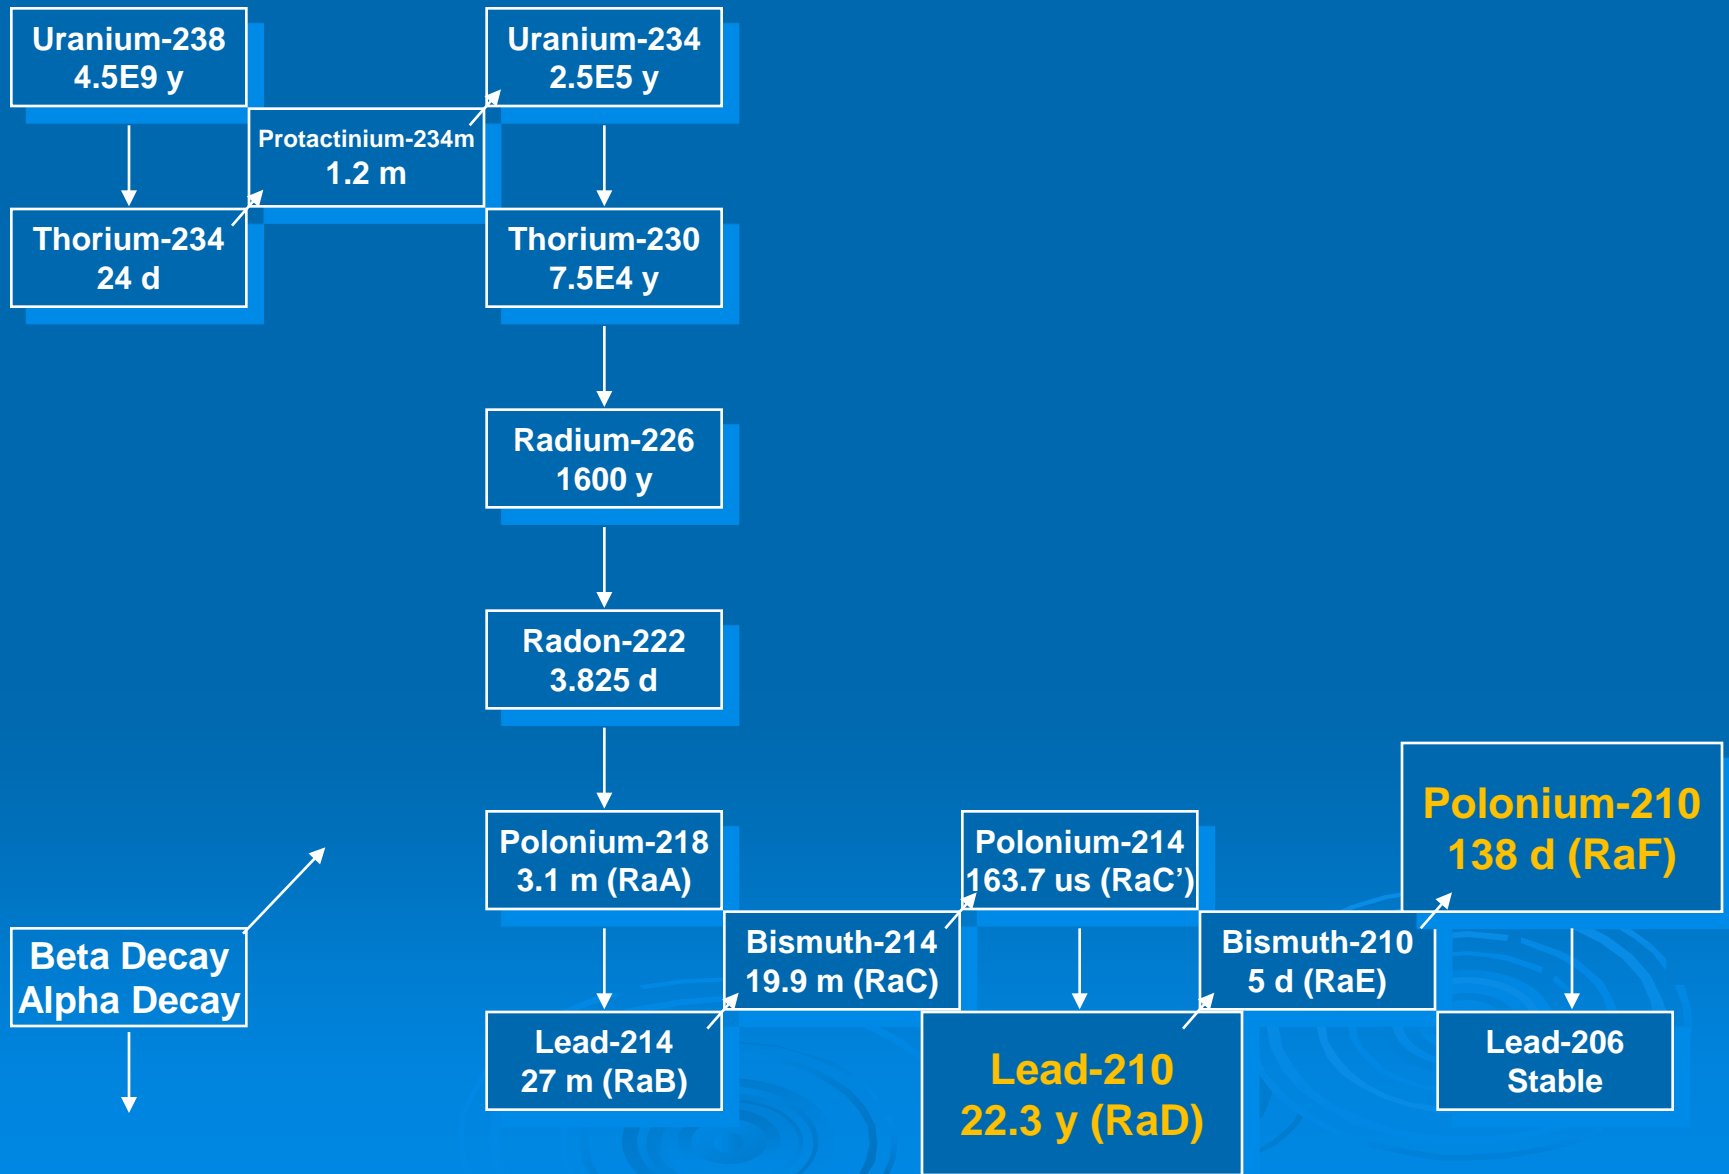 Uranium-238
4.5E9 y
Uranium-234
2.5E5 y
Protactinium-234m
1.2 m
Thorium-234
24 d
Thorium-230
7.5E4 y
Radium-226
1600 y
Radon-222
3.825 d
Polonium-218
3.1 m (RaA)
Polonium-214
163.7 us (RaC’)
Polonium-210
138 d (RaF)
Beta Decay
Alpha Decay
Bismuth-214
19.9 m (RaC)
Bismuth-210
5 d (RaE)
Lead-214
27 m (RaB)
Lead-210
22.3 y (RaD)
Lead-206
Stable